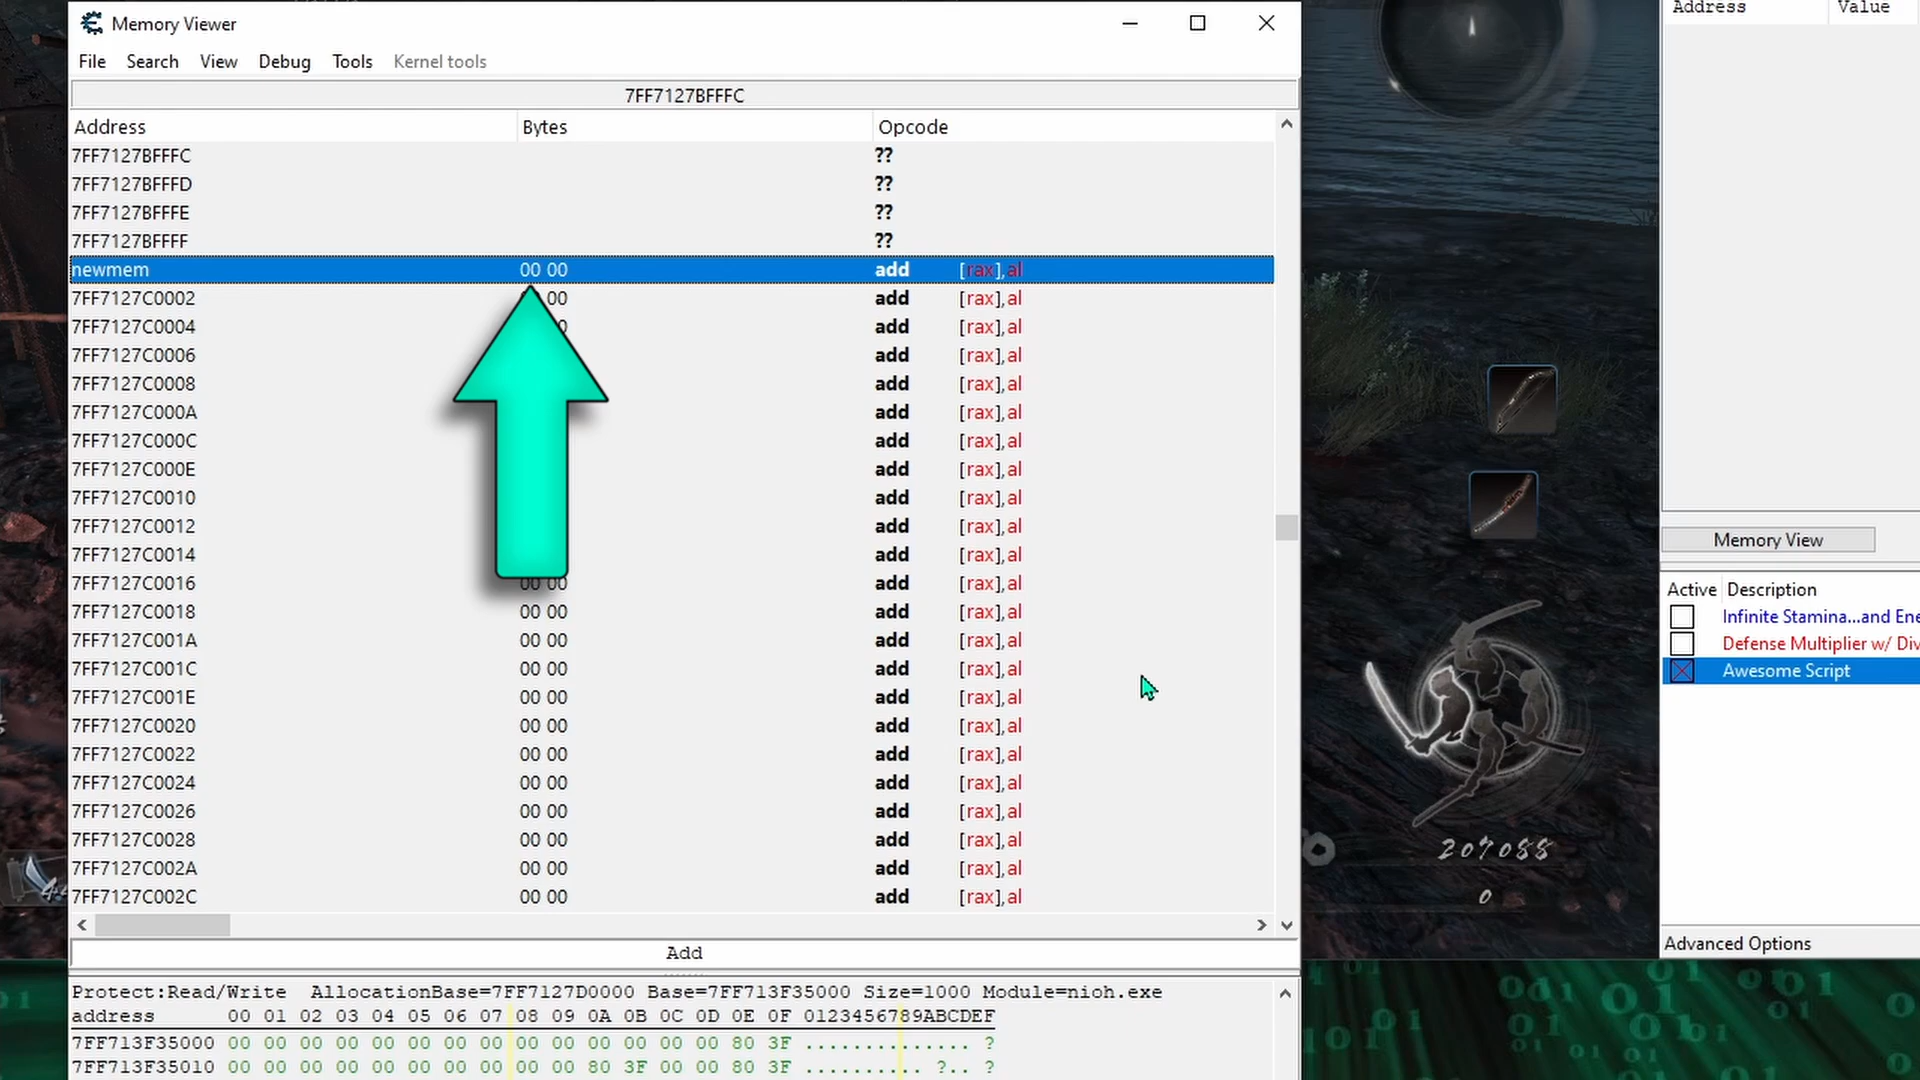 Memory Viewer
File Search View Debug Tools Kernel tools
7FF7127BFFFC
Address Bytes Opcode
7FF7127BFFFC ??
7FF7127BFFFD ??
7FF7127BFFFE ??
7FF7127BFFFF ??
newmem 00 00 add [rax],al
7FF7127C0002 00 add [rax],al
7FF7127C0004 add [rax],al
7FF7127C0006 add [rax],al
7FF7127C0008 add [rax],al
7FF7127C000A add [rax],al
7FF7127C000C add [rax],al
7FF7127C000E add [rax],al
7FF7127C0010 add [rax],al
7FF7127C0012 add [rax],al
7FF7127C0014 add [rax],al
7FF7127C0016 00 00 add [rax],al
7FF7127C0018 00 00 add [rax],al
7FF7127C001A 00 00 add [rax],al
7FF7127C001C 00 00 add [rax],al
7FF7127C001E 00 00 add [rax],al
7FF7127C0020 00 00 add [rax],al
7FF7127C0022 00 00 add [rax],al
7FF7127C0024 00 00 add [rax],al
7FF7127C0026 00 00 add [rax],al
7FF7127C0028 00 00 add [rax],al
7FF7127C002A 00 00 add [rax],al
7FF7127C002C 00 00 add [rax],al
Add
Protect:Read/Write AllocationBase=7FF7127D0000 Base=7FF713F35000 Size=1000 Module=nioh.exe
address 00 01 02 03 04 05 06 07 08 09 0A 0B 0C 0D 0E 0F 0123456789ABCDEF
7FF713F35000 00 00 00 00 00 00 00 00 00 00 00 00 00 00 80 3F .............. ?
7FF713F35010 00 00 00 00 00 00 00 00 00 00 80 3F 00 00 80 3F .......... ?.. ?
Address Value
Memory View
Active Description
Infinite Stamina...and Ene
Defense Multiplier w/ Div
Awesome Script
Advanced Options
207088
0